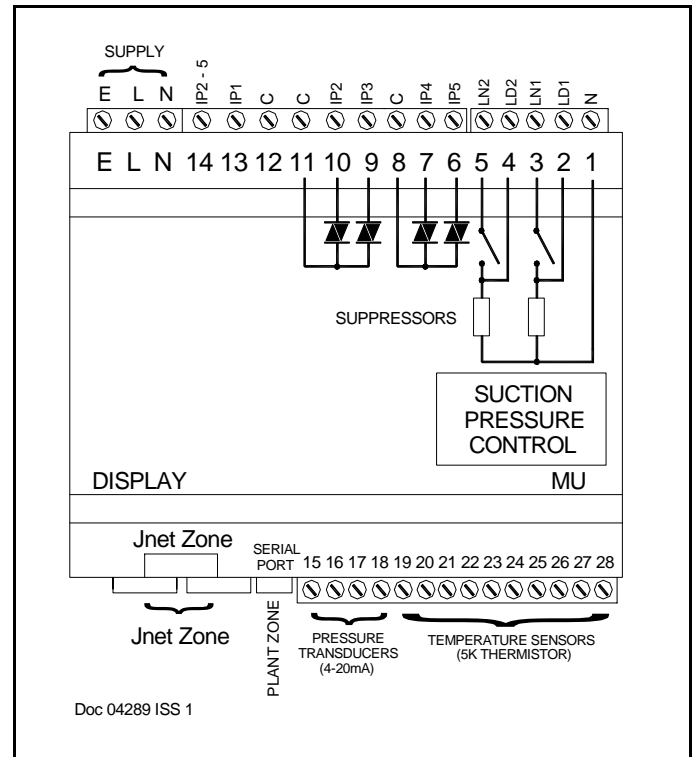 SUPPLY
E L N IP2 - 5 IP1 C C IP2 IP3 C IP4 IP5 LN2 LD2 LN1 LD1 N
E L N 14 13 12 11 10 9 8 7 6 5 4 3 2 1
SUPPRESSORS
SUCTION
PRESSURE
CONTROL
DISPLAY
MU
Jnet Zone
SERIAL
PORT
15 16 17 18 19 20 21 22 23 24 25 26 27 28
Jnet Zone
PLANT ZONE
PRESSURE
TRANSDUCERS
(4-20mA)
TEMPERATURE SENSORS
(5K THERMISTOR)
Doc 04289 ISS 1